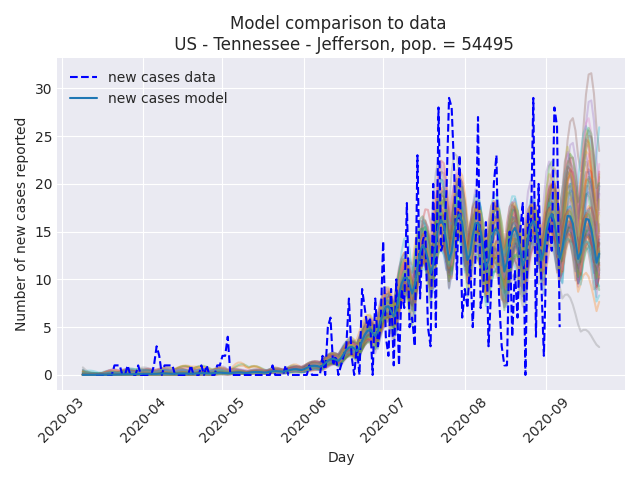 Model comparison to data
US - Tennessee - Jefferson, pop. = 54495
new cases data
new cases model
Number of new cases reported
30
25
20
15
10
5
0
2020-03
2020-04
2020-05
2020-06
2020-07
2020-08
2020-09
Day